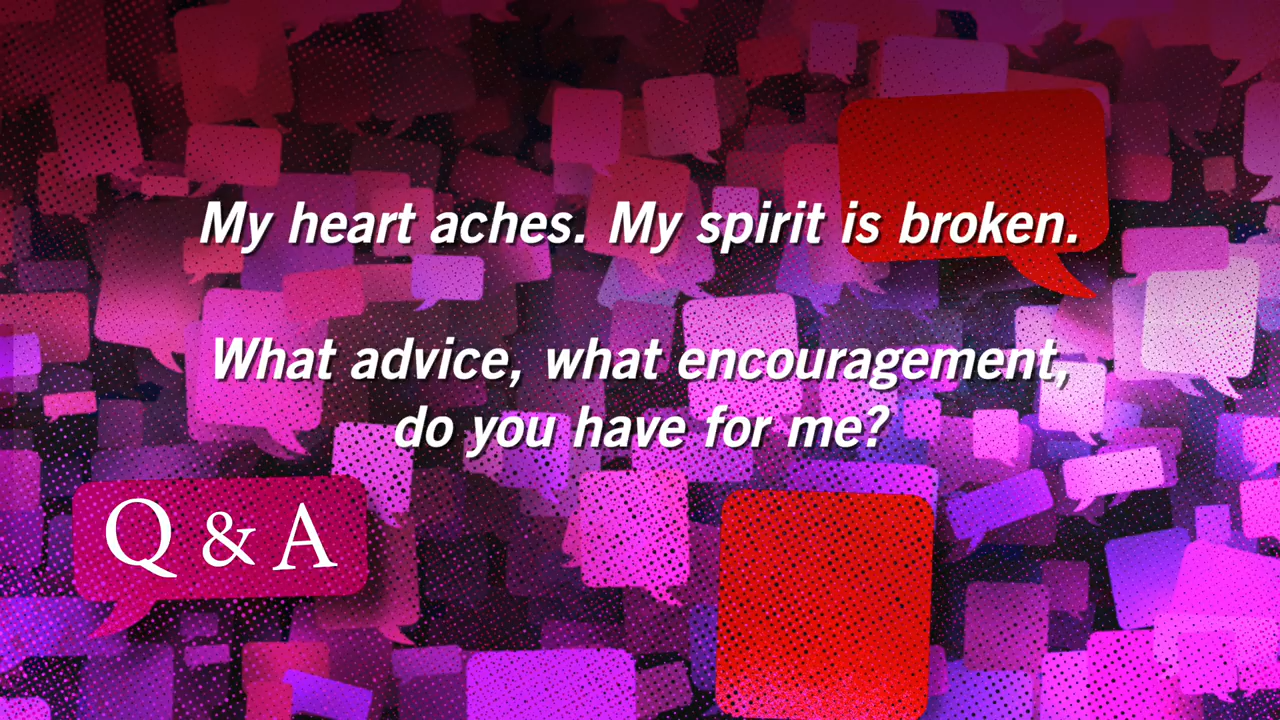 My heart aches. My spirit is broken.
What advice, what encouragement,
do you have for me?
Q & A